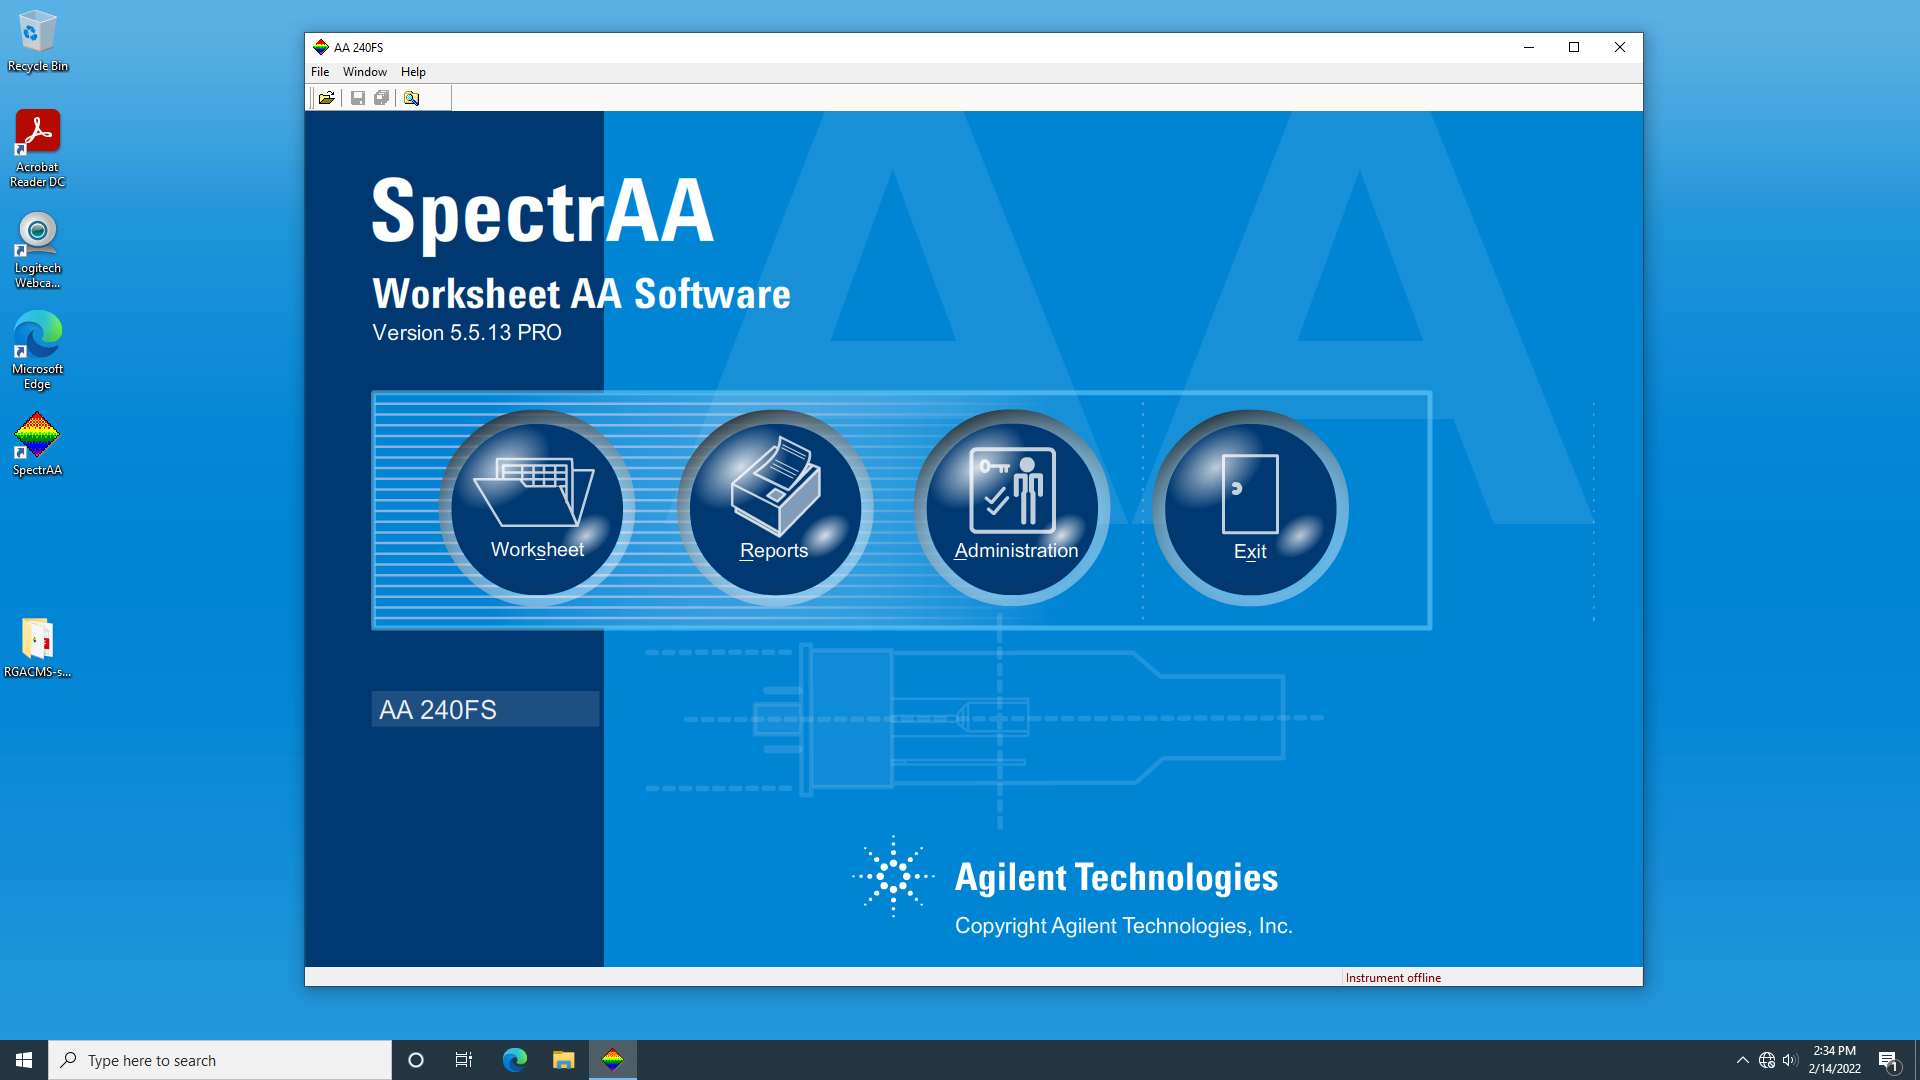 Recycle Bin
Acrobat
Reader DC
Logitech
Webca...
Microsoft
Edge
SpectrAA
RGACMS-s...
AA 240FS
File Window Help
SpectrAA
Worksheet AA Software
Version 5.5.13 PRO
AA
Worksheet
Reports
Administration
Exit
AA 240FS
Agilent Technologies
Copyright Agilent Technologies, Inc.
Instrument offline
Type here to search
2:34 PM
2/14/2022
1